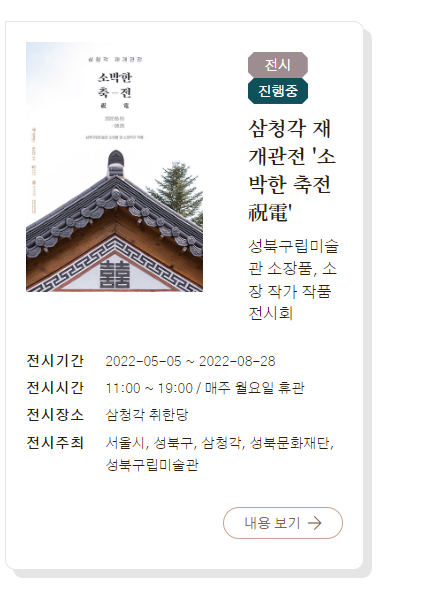 삼청각 재개관전
소박한
축전
祝 電
2022.05.05
- 08.28
전시
진행중
삼청각 재
개관전 '소
박한 축전
祝電'
성북구립미술
관 소장품, 소
장 작가 작품
전시회
전시기간 2022-05-05 ~ 2022-08-28
전시시간 11:00 ~ 19:00 / 매주 월요일 휴관
전시장소 삼청각 취한당
전시주최 서울시, 성북구, 삼청각, 성북문화재단,
성북구립미술관
내용 보기 →